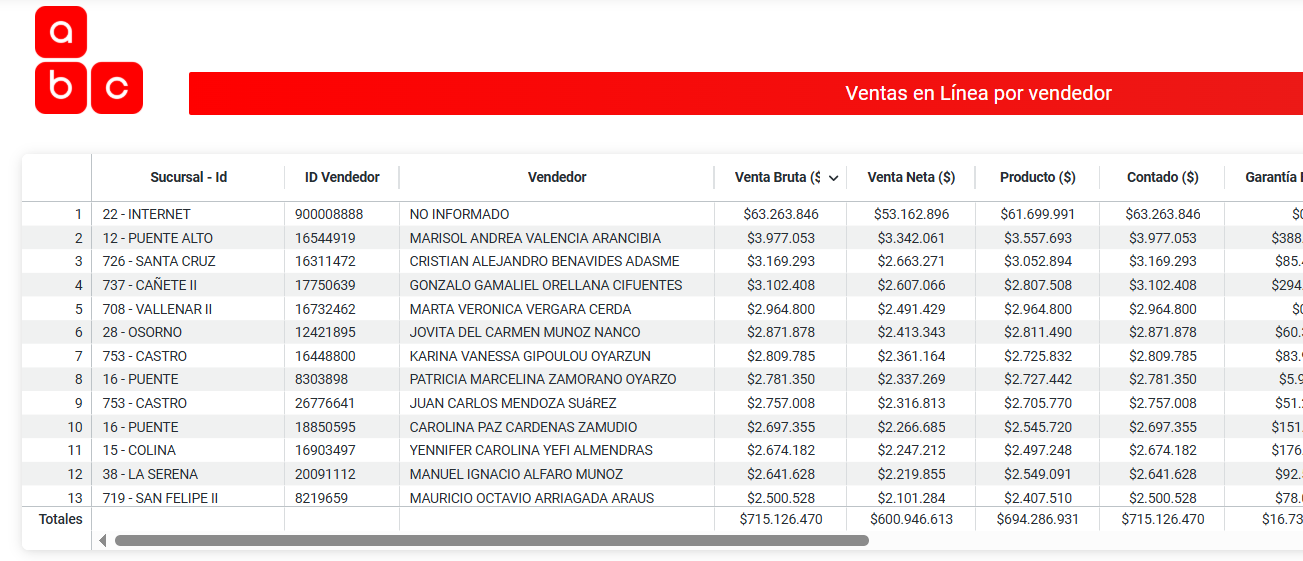 a
b c
Ventas en Línea por vendedor
Sucursal - Id ID Vendedor Vendedor Venta Bruta ($ Venta Neta ($) Producto ($) Contado ($) Garantía
1 22 - INTERNET 900008888 NO INFORMADO $63.263.846 $53.162.896 $61.699.991 $63.263.846
2 12 - PUENTE ALTO 16544919 MARISOL ANDREA VALENCIA ARANCIBIA $3.977.053 $3.342.061 $3.557.693 $3.977.053 $388.
3 726 - SANTA CRUZ 16311472 CRISTIAN ALEJANDRO BENAVIDES ADASME $3.169.293 $2.663.271 $3.052.894 $3.169.293 $85.
4 737 - CAÑETE II 17750639 GONZALO GAMALIEL ORELLANA CIFUENTES $3.102.408 $2.607.066 $2.807.508 $3.102.408 $294.
5 708 - VALLENAR II 16732462 MARTA VERONICA VERGARA CERDA $2.964.800 $2.491.429 $2.964.800 $2.964.800
6 28 - OSORNO 12421895 JOVITA DEL CARMEN MUNOZ NANCO $2.871.878 $2.413.343 $2.811.490 $2.871.878 $60.
7 753 - CASTRO 16448800 KARINA VANESSA GIPOULOU OYARZUN $2.809.785 $2.361.164 $2.725.832 $2.809.785 $83.
8 16 - PUENTE 8303898 PATRICIA MARCELINA ZAMORANO OYARZO $2.781.350 $2.337.269 $2.727.442 $2.781.350 $5.9
9 753 - CASTRO 26776641 JUAN CARLOS MENDOZA SUáREZ $2.757.008 $2.316.813 $2.705.770 $2.757.008 $51.
10 16 - PUENTE 18850595 CAROLINA PAZ CARDENAS ZAMUDIO $2.697.355 $2.266.685 $2.545.720 $2.697.355 $151.
11 15 - COLINA 16903497 YENNIFER CAROLINA YEFI ALMENDRAS $2.674.182 $2.247.212 $2.497.248 $2.674.182 $176.
12 38 - LA SERENA 20091112 MANUEL IGNACIO ALFARO MUNOZ $2.641.628 $2.219.855 $2.549.091 $2.641.628 $92.
13 719 - SAN FELIPE II 8219659 MAURICIO OCTAVIO ARRIAGADA ARAUS $2.500.528 $2.101.284 $2.407.510 $2.500.528 $78.
Totales $715.126.470 $600.946.613 $694.286.931 $715.126.470 $16.73